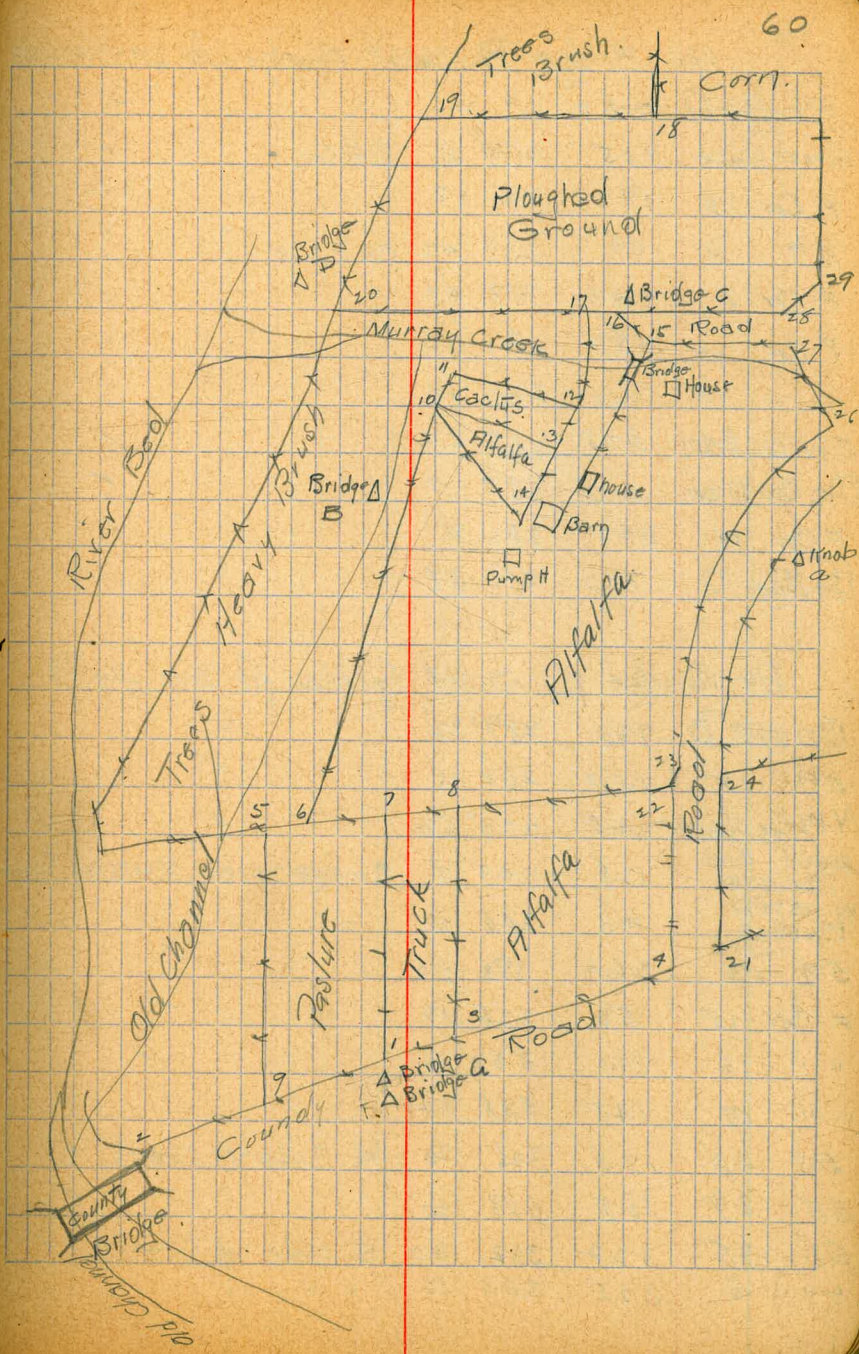 60
Trees
Brush.
Corn.
19
18
Ploughed
Ground
Bridge
D
20
17
Bridge C
29
28
16
15
Road
Murray Creek
27
Bridge
House
11
10
Cactus.
12
26
13
Alfalfa
14
House
Barn
Bridge
B
Pump H
Knob
a
River Bed
Heavy Brush
Alfalfa
Trees
5
6
7
8
23
22
24
Road
Old Channel
Pasture
Truck
Alfalfa
4
21
3
1
Road
Bridge
T.
Bridge a
9
County
2
County
Bridge
Old Channel